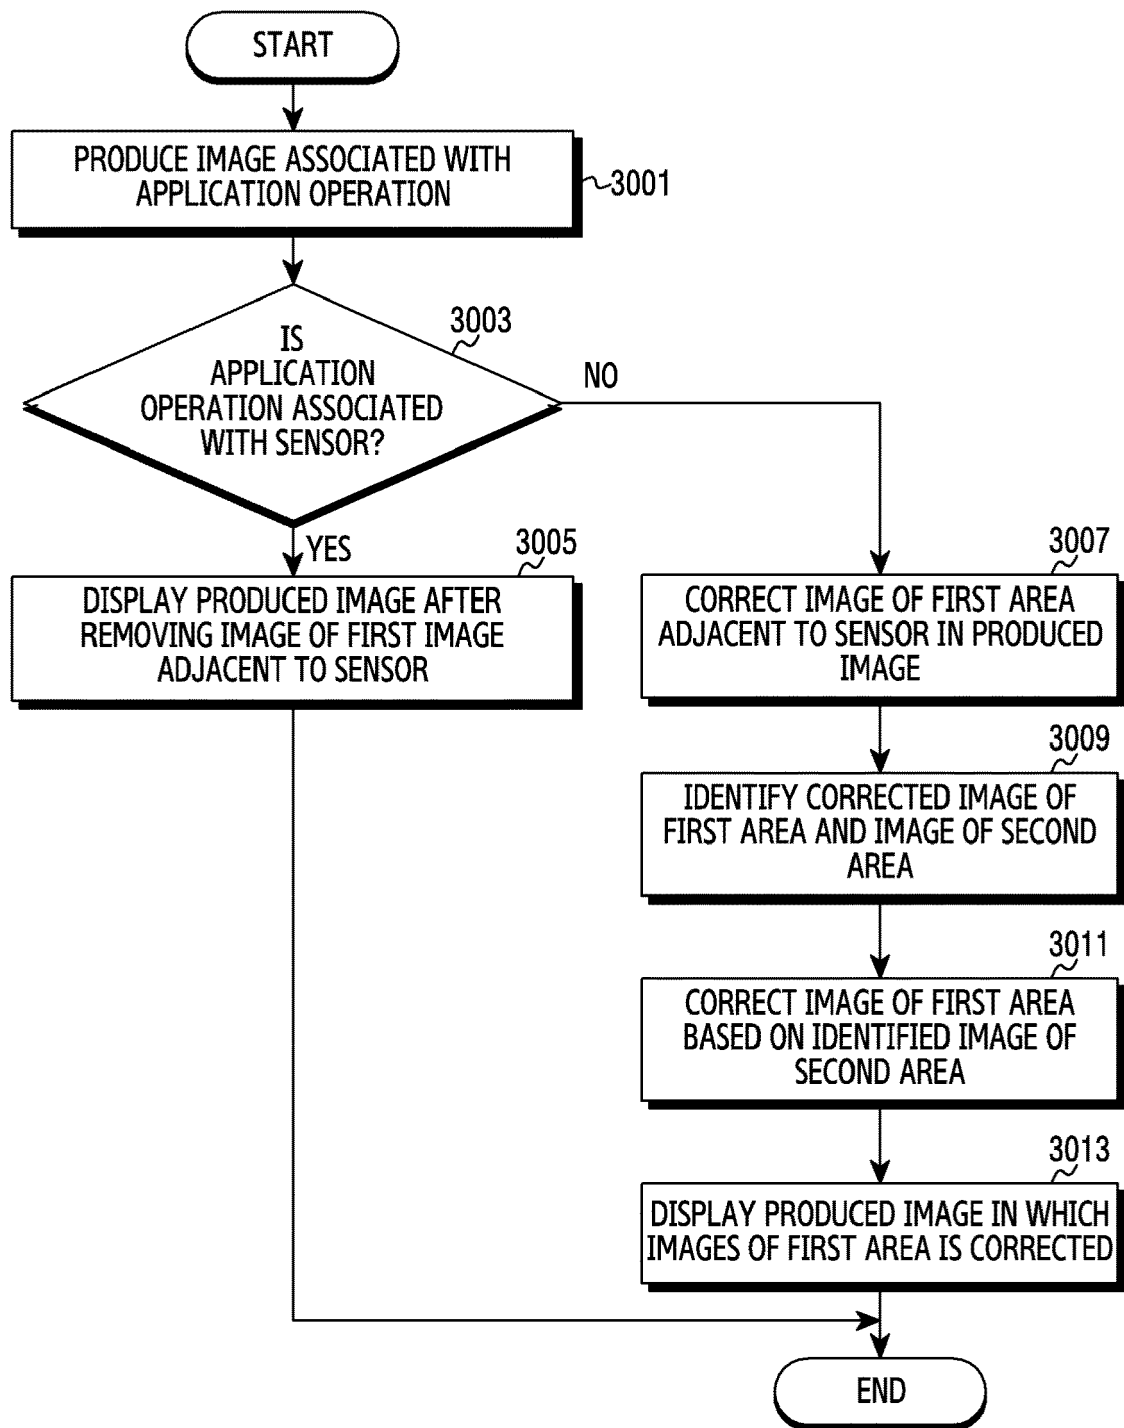 START
PRODUCE IMAGE ASSOCIATED WITH
APPLICATION OPERATION
3001
IS
APPLICATION
OPERATION ASSOCIATED
WITH SENSOR?
3003
NO
YES
3005
DISPLAY PRODUCED IMAGE AFTER
REMOVING IMAGE OF FIRST IMAGE
ADJACENT TO SENSOR
3007
CORRECT IMAGE OF FIRST AREA
ADJACENT TO SENSOR IN PRODUCED
IMAGE
3009
IDENTIFY CORRECTED IMAGE OF
FIRST AREA AND IMAGE OF SECOND
AREA
3011
CORRECT IMAGE OF FIRST AREA
BASED ON IDENTIFIED IMAGE OF
SECOND AREA
3013
DISPLAY PRODUCED IMAGE IN WHICH
IMAGES OF FIRST AREA IS CORRECTED
END